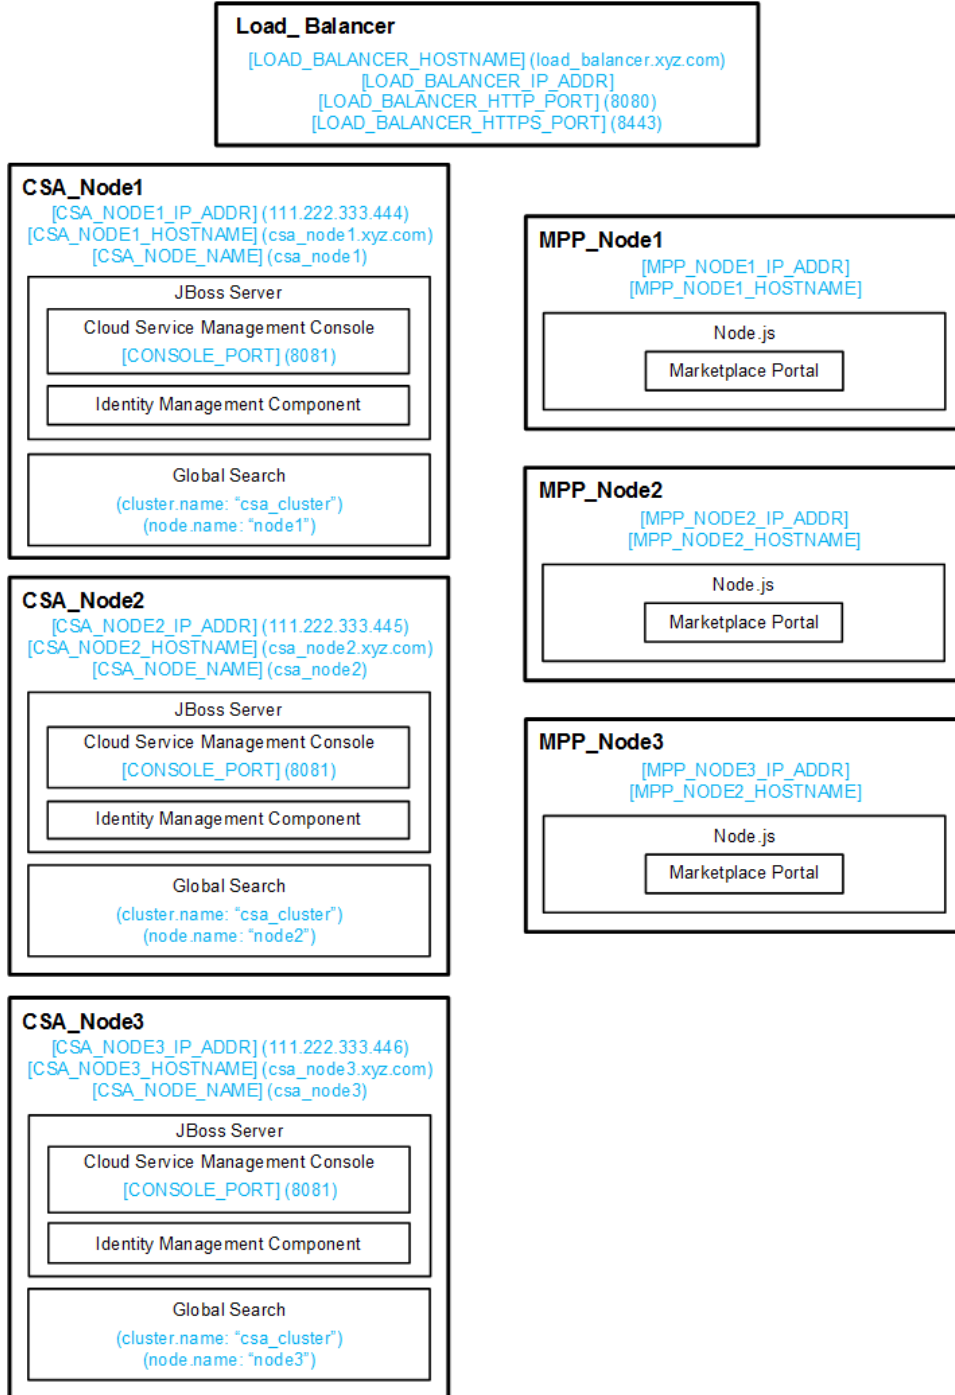 Load_ Balancer
[LOAD_BALANCER_HOSTNAME] (load_balancer.xyz.com)
[LOAD_BALANCER_IP_ADDR]
[LOAD_BALANCER_HTTP_PORT] (8080)
[LOAD_BALANCER_HTTPS_PORT] (8443)
CSA_Node1
[CSA_NODE1_IP_ADDR] (111.222.333.444)
[CSA_NODE1_HOSTNAME] (csa_node1.xyz.com)
[CSA_NODE_NAME] (csa_node1)
JBoss Server
Cloud Service Management Console
[CONSOLE_PORT] (8081)
Identity Management Component
Global Search
(cluster.name: “csa_cluster”)
(node.name: “node1”)
CSA_Node2
[CSA_NODE2_IP_ADDR] (111.222.333.445)
[CSA_NODE2_HOSTNAME] (csa_node2.xyz.com)
[CSA_NODE_NAME] (csa_node2)
JBoss Server
Cloud Service Management Console
[CONSOLE_PORT] (8081)
Identity Management Component
Global Search
(cluster.name: “csa_cluster”)
(node.name: “node2”)
CSA_Node3
[CSA_NODE3_IP_ADDR] (111.222.333.446)
[CSA_NODE3_HOSTNAME] (csa_node3.xyz.com)
[CSA_NODE_NAME] (csa_node3)
JBoss Server
Cloud Service Management Console
[CONSOLE_PORT] (8081)
Identity Management Component
Global Search
(cluster.name: “csa_cluster”)
(node.name: “node3”)
MPP_Node1
[MPP_NODE1_IP_ADDR]
[MPP_NODE1_HOSTNAME]
Node.js
Marketplace Portal
MPP_Node2
[MPP_NODE2_IP_ADDR]
[MPP_NODE2_HOSTNAME]
Node.js
Marketplace Portal
MPP_Node3
[MPP_NODE3_IP_ADDR]
[MPP_NODE2_HOSTNAME]
Node.js
Marketplace Portal